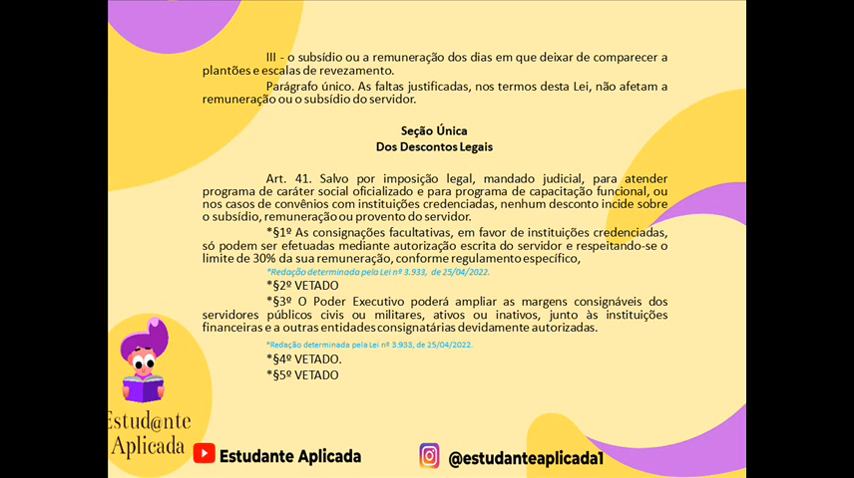 III - o subsídio ou a remuneração dos dias em que deixar de comparecer a
plantões e escalas de revezamento.
Parágrafo único. As faltas justificadas, nos termos desta Lei, não afetam a
remuneração ou o subsídio do servidor.
Seção Única
Dos Descontos Legais
Art. 41. Salvo por imposição legal, mandado judicial, para atender
programa de caráter social oficializado e para programa de capacitação funcional, ou
nos casos de convênios com instituições credenciadas, nenhum desconto incide sobre
o subsídio, remuneração ou provento do servidor.
*§1º As consignações facultativas, em favor de instituições credenciadas,
só podem ser efetuadas mediante autorização escrita do servidor e respeitando-se o
limite de 30% da sua remuneração, conforme regulamento específico,
*Redação determinada pela Lei nº 3.933, de 25/04/2022.
*§2º VETADO
*§3º O Poder Executivo poderá ampliar as margens consignáveis dos
servidores públicos civis ou militares, ativos ou inativos, junto às instituições
financeiras e a outras entidades consignatárias devidamente autorizadas.
*Redação determinada pela Lei nº 3.933, de 25/04/2022.
*§4º VETADO.
*§5º VETADO
Estud@nte
Aplicada
Estudante Aplicada
@estudanteaplicada1